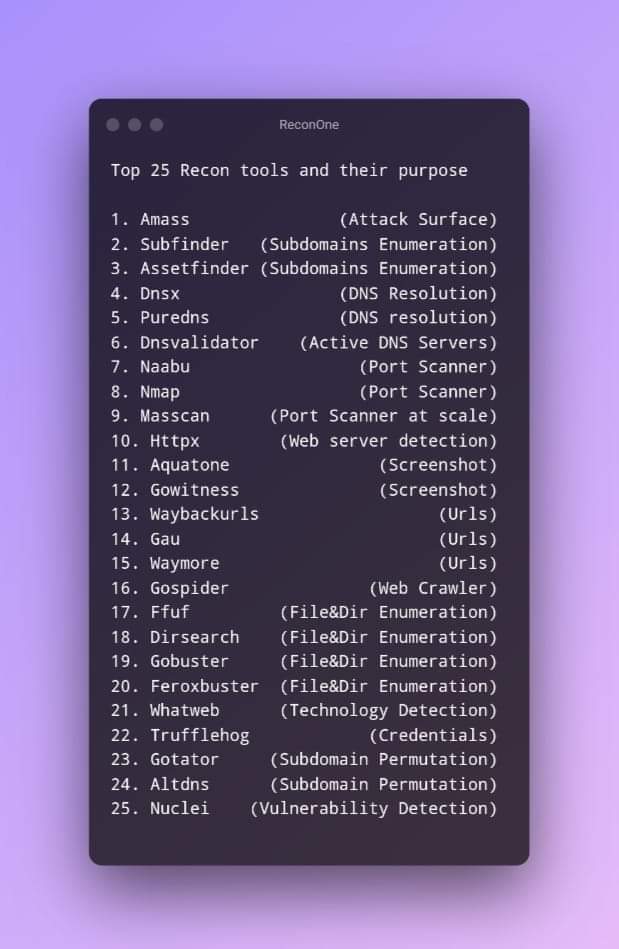 ReconOne
Top 25 Recon tools and their purpose
1. Amass (Attack Surface)
2. Subfinder (Subdomains Enumeration)
3. Assetfinder (Subdomains Enumeration)
4. Dnsx (DNS Resolution)
5. Puredns (DNS resolution)
6. Dnsvalidator (Active DNS Servers)
7. Naabu (Port Scanner)
8. Nmap (Port Scanner)
9. Masscan (Port Scanner at scale)
10. Httpx (Web server detection)
11. Aquatone (Screenshot)
12. Gowitness (Screenshot)
13. Waybackurls (Urls)
14. Gau (Urls)
15. Waymore (Urls)
16. Gospider (Web Crawler)
17. Ffuf (File&Dir Enumeration)
18. Dirsearch (File&Dir Enumeration)
19. Gobuster (File&Dir Enumeration)
20. Feroxbuster (File&Dir Enumeration)
21. Whatweb (Technology Detection)
22. Trufflehog (Credentials)
23. Gotator (Subdomain Permutation)
24. Altdns (Subdomain Permutation)
25. Nuclei (Vulnerability Detection)